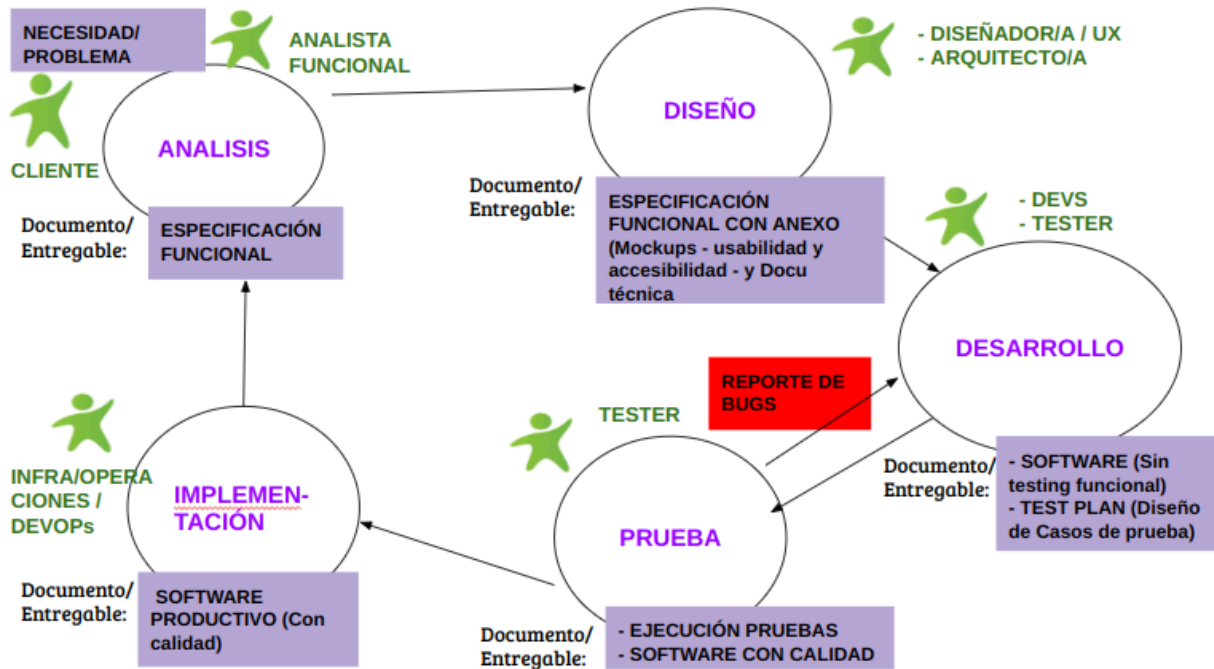 NECESIDAD/
PROBLEMA
ANALISTA
FUNCIONAL
CLIENTE
ANALISIS
Documento/
Entregable:
ESPECIFICACIÓN
FUNCIONAL
- DISEÑADOR/A / UX
- ARQUITECTO/A
DISEÑO
Documento/
Entregable:
ESPECIFICACIÓN
FUNCIONAL CON ANEXO
(Mockups - usabilidad y
accesibilidad - y Docu
técnica
- DEVS
- TESTER
DESARROLLO
Documento/
Entregable:
- SOFTWARE (Sin
testing funcional)
- TEST PLAN (Diseño
de Casos de prueba)
REPORTE DE
BUGS
TESTER
PRUEBA
Documento/
Entregable:
- EJECUCIÓN PRUEBAS
- SOFTWARE CON CALIDAD
INFRA/OPERA
CIONES /
DEVOPs
IMPLEMEN-
TACIÓN
Documento/
Entregable:
SOFTWARE
PRODUCTIVO (Con
calidad)